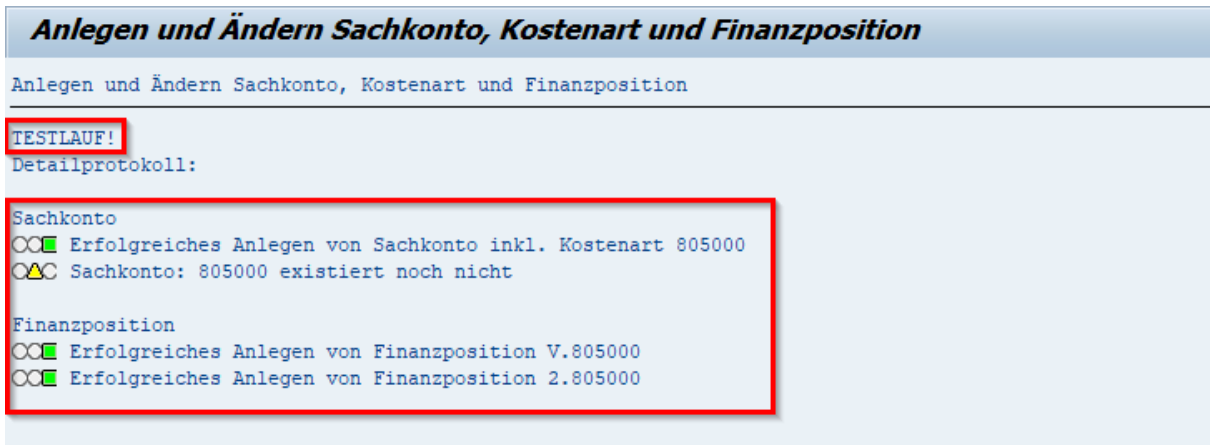 Anlegen und Ändern Sachkonto, Kostenart und Finanzposition
Anlegen und Ändern Sachkonto, Kostenart und Finanzposition
TESTLAUF!
Detailprotokoll:
Sachkonto
Erfolgreiches Anlegen von Sachkonto inkl. Kostenart 805000
Sachkonto: 805000 existiert noch nicht
Finanzposition
Erfolgreiches Anlegen von Finanzposition V.805000
Erfolgreiches Anlegen von Finanzposition 2.805000